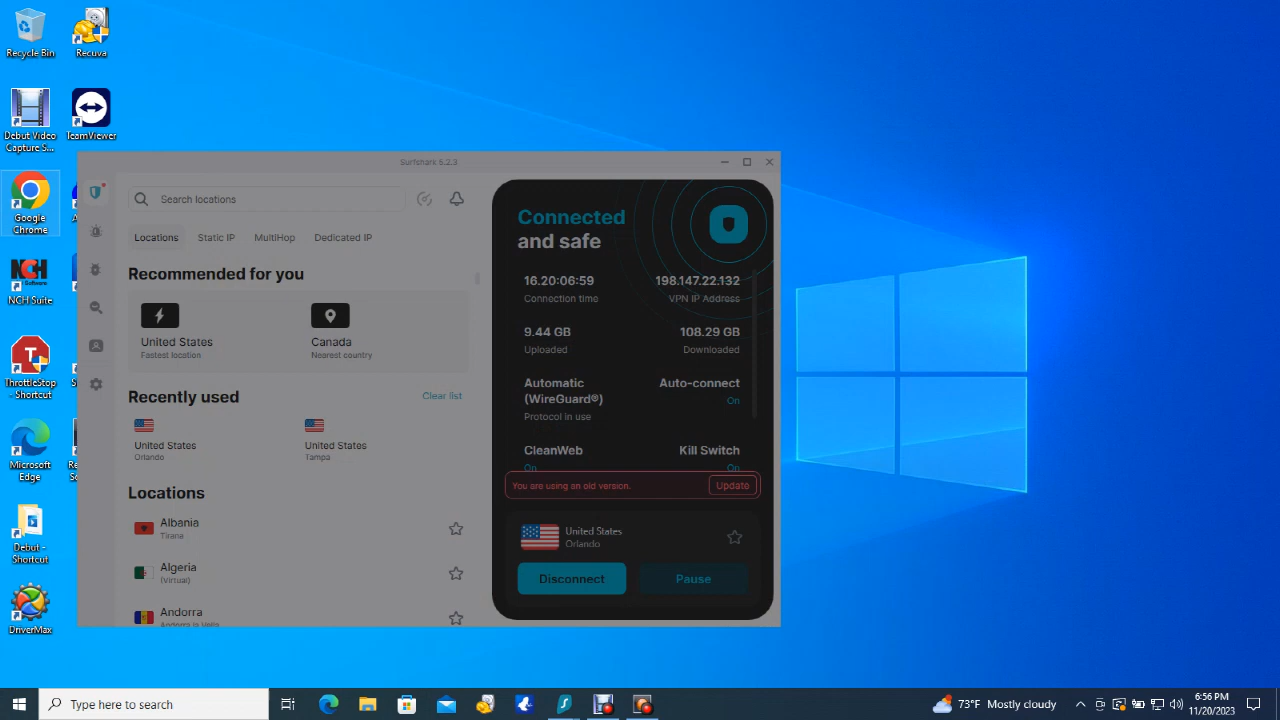 Recycle Bin
Recuva
Debut Video
Capture S...
TeamViewer
Google
Chrome
NCH Suite
ThrottleStop
- Shortcut
Microsoft
Edge
Debut -
Shortcut
DriverMax
Surfshark 5.2.3
Search locations
Locations
Static IP
MultiHop
Dedicated IP
Recommended for you
United States
Fastest location
Canada
Nearest country
Recently used
Clear list
United States
Orlando
United States
Tampa
Locations
Albania
Tirana
Algeria
(Virtual)
Andorra
Andorra la Vella
Connected
and safe
16.20:06:59
Connection time
198.147.22.132
VPN IP Address
9.44 GB
Uploaded
108.29 GB
Downloaded
Automatic
(WireGuard®)
Protocol in use
Auto-connect
On
CleanWeb
On
Kill Switch
On
You are using an old version.
Update
United States
Orlando
Disconnect
Pause
Type here to search
73°F Mostly cloudy
6:56 PM
11/20/2023